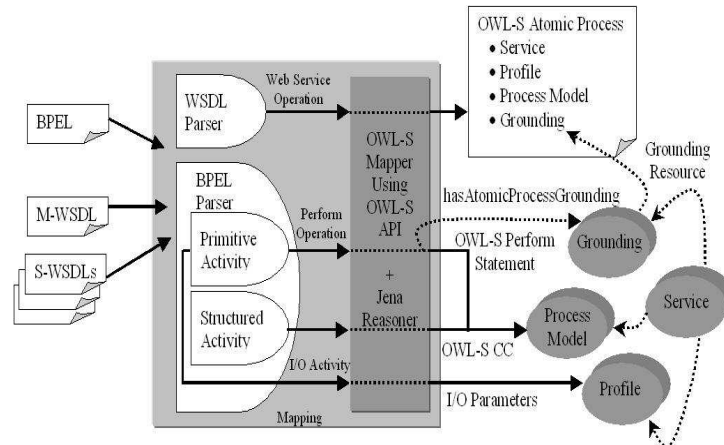 BPEL
M-WSDL
S-WSDLs
WSDL
Parser
Web Service
Operation
BPEL
Parser
Primitive
Activity
Perform
Operation
Structured
Activity
I/O Activity
Mapping
OWL-S
Mapper
Using
OWL-S
API
+
Jena
Reasoner
OWL-S Atomic Process
● Service
● Profile
● Process Model
● Grounding
Grounding
Resource
hasAtomicProcessGrounding
OWL-S Perform
Statement
Grounding
Service
Process
Model
OWL-S CC
Profile
I/O Parameters